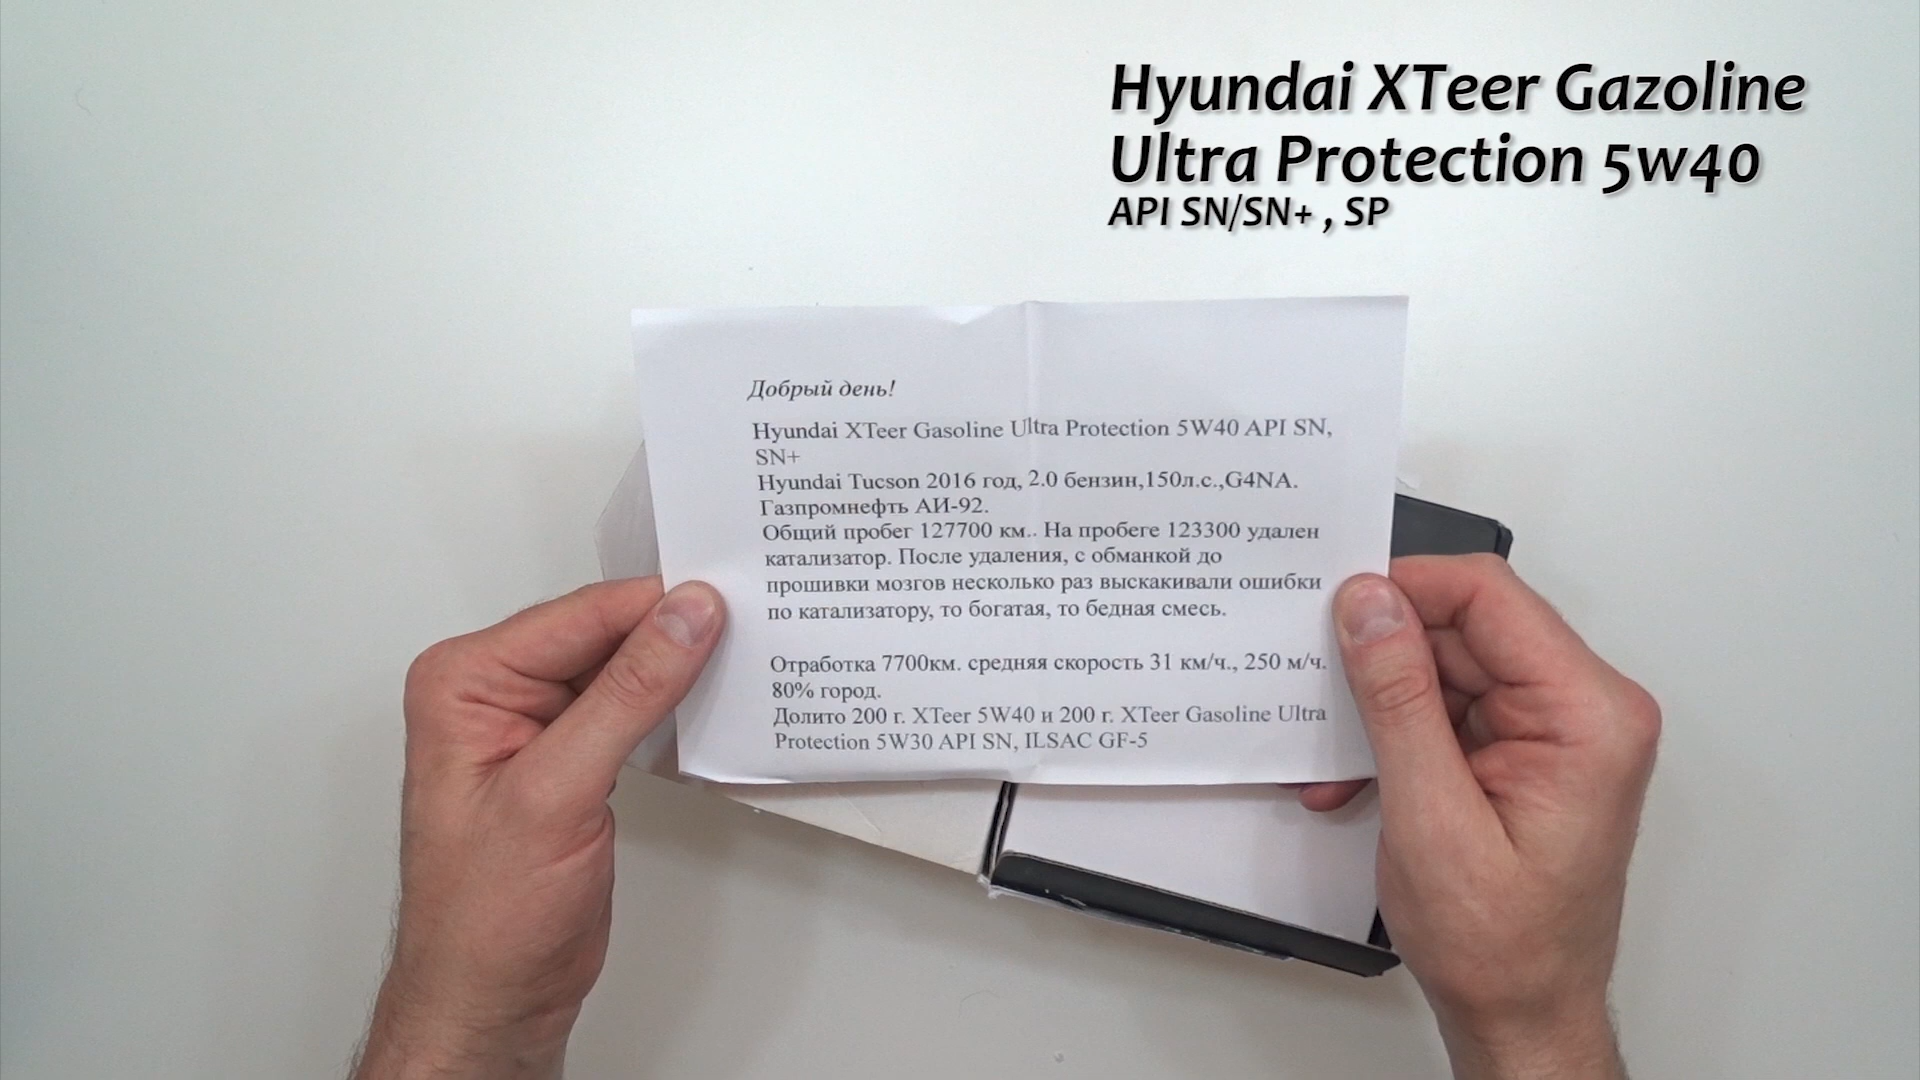 Hyundai XTeer Gazoline
Ultra Protection 5w40
API SN/SN+ , SP
Добрый день!
Hyundai XTeer Gasoline Ultra Protection 5W40 API SN,
SN+
Hyundai Tucson 2016 год, 2.0 бензин,150л.с.,G4NA.
Газпромнефть АИ-92.
Общий пробег 127700 км.. На пробеге 123300 удален
катализатор. После удаления, с обманкой до
прошивки мозгов несколько раз выскакивали ошибки
по катализатору, то богатая, то бедная смесь.
Отработка 7700км. средняя скорость 31 км/ч., 250 м/ч.
80% город.
Долито 200 г. XTeer 5W40 и 200 г. XTeer Gasoline Ultra
Protection 5W30 API SN, ILSAC GF-5